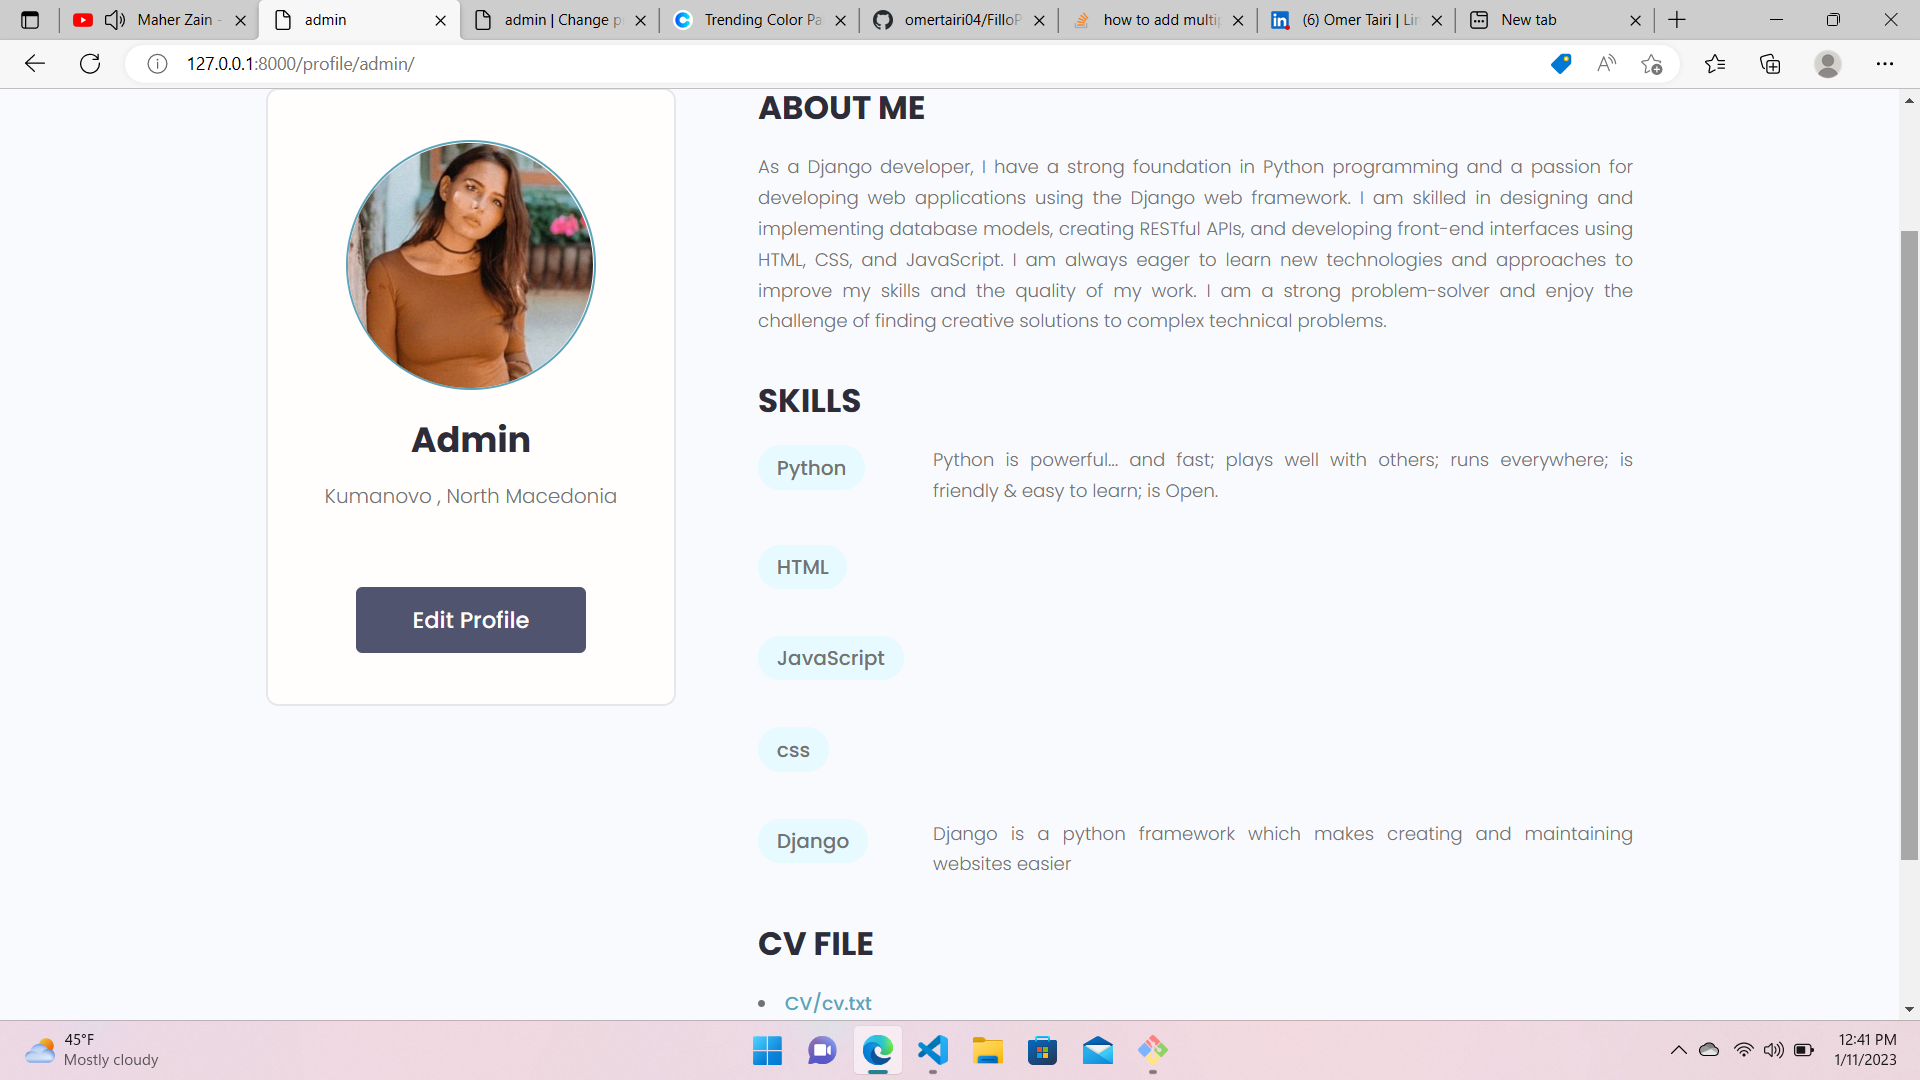 Maher Zain -
admin
admin | Change p
Trending Color Pa
omertairi04/FilloP
how to add multip
(6) Omer Tairi | Lin
New tab
127.0.0.1:8000/profile/admin/
ABOUT ME
As a Django developer, I have a strong foundation in Python programming and a passion for
developing web applications using the Django web framework. I am skilled in designing and
implementing database models, creating RESTful APIs, and developing front-end interfaces using
HTML, CSS, and JavaScript. I am always eager to learn new technologies and approaches to
improve my skills and the quality of my work. I am a strong problem-solver and enjoy the
challenge of finding creative solutions to complex technical problems.
Admin
Kumanovo , North Macedonia
Edit Profile
SKILLS
Python
Python is powerful... and fast; plays well with others; runs everywhere; is
friendly & easy to learn; is Open.
HTML
JavaScript
css
Django
Django is a python framework which makes creating and maintaining
websites easier
CV FILE
CV/cv.txt
45°F
Mostly cloudy
12:41 PM
1/11/2023